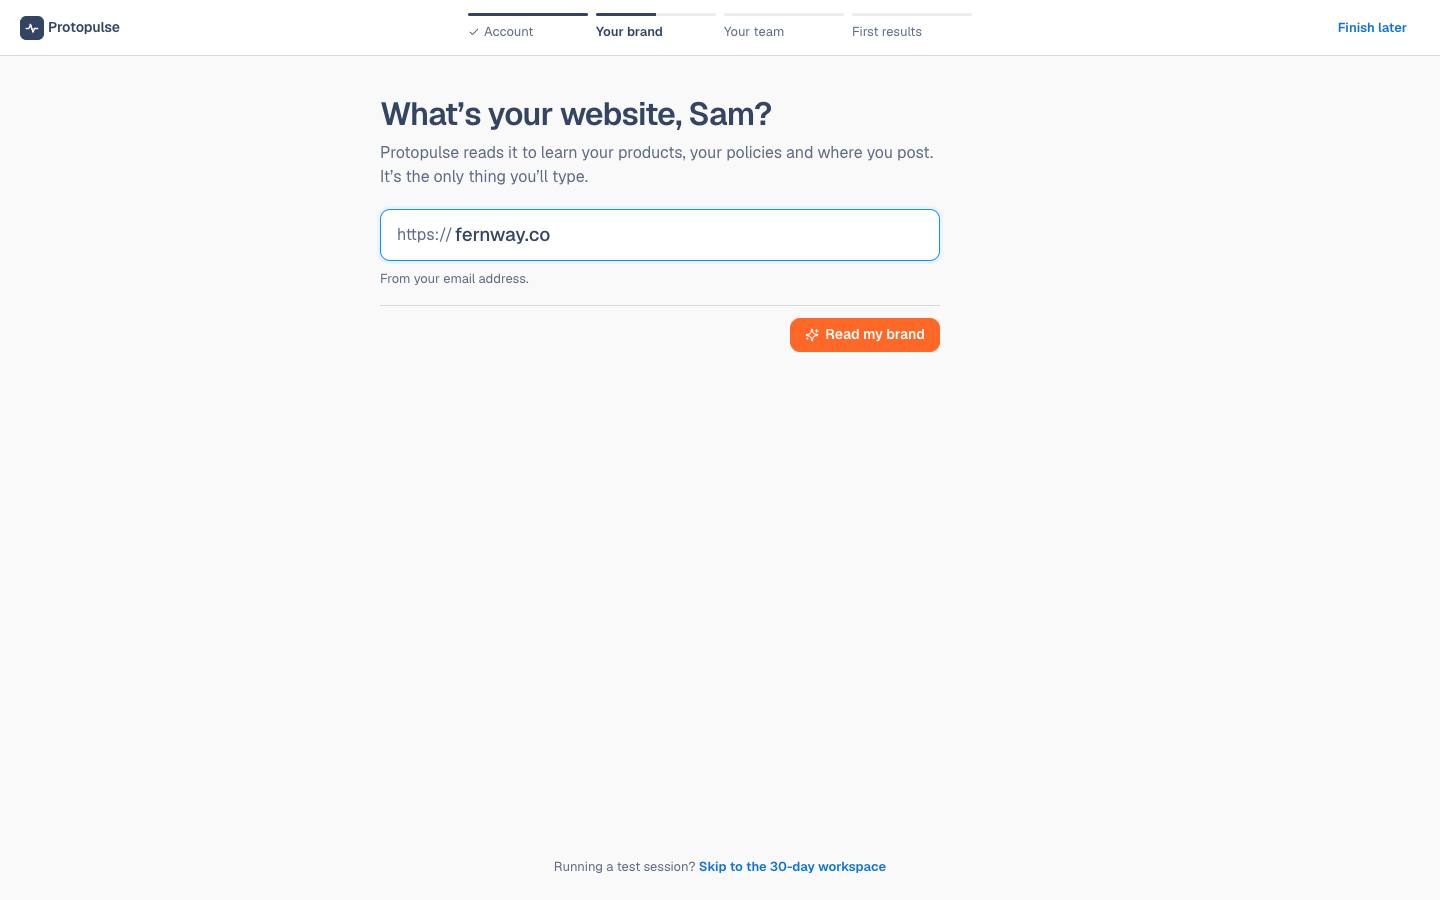 Protopulse
Account
Your brand
Your team
First results
Finish later
What’s your website, Sam?
Protopulse reads it to learn your products, your policies and where you post.
It’s the only thing you’ll type.
https:// fernway.co
From your email address.
Read my brand
Running a test session? Skip to the 30-day workspace